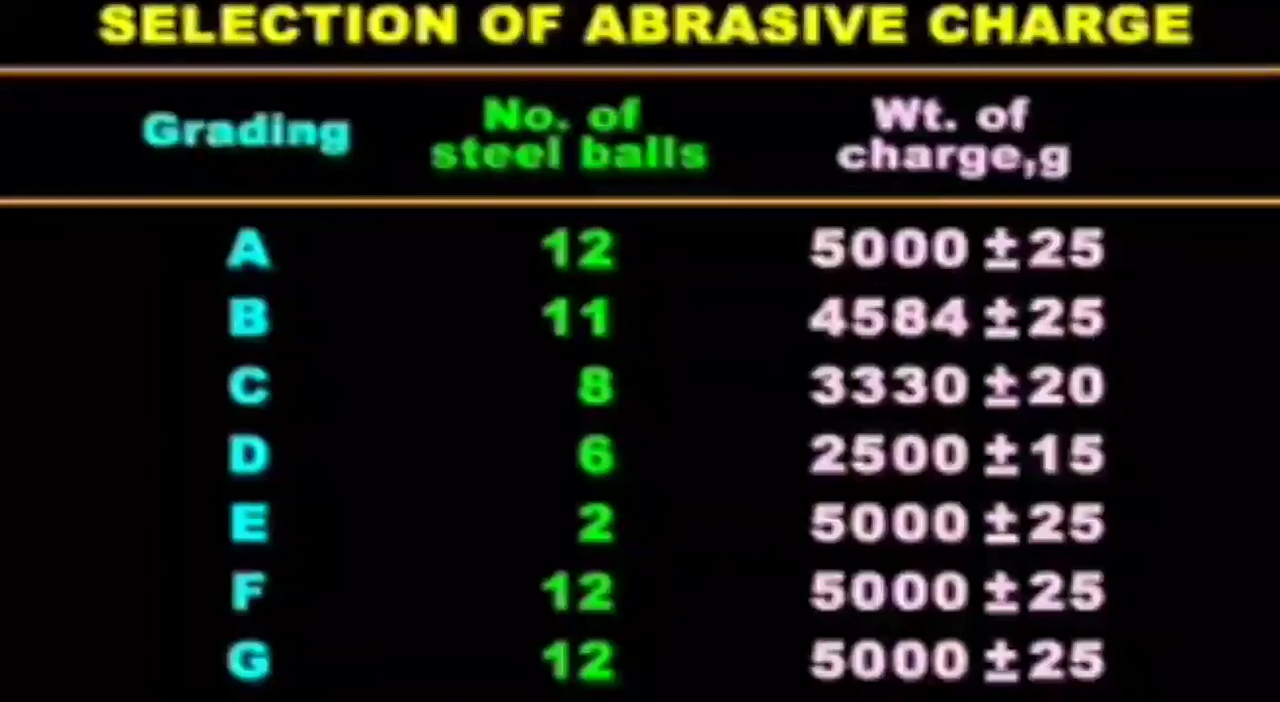 SELECTION OF ABRASIVE CHARGE
Grading No. of steel balls Wt. of charge,g
A 12 5000 ±25
B 11 4584 ±25
C 8 3330 ±20
D 6 2500 ±15
E 2 5000 ±25
F 12 5000 ±25
G 12 5000 ±25